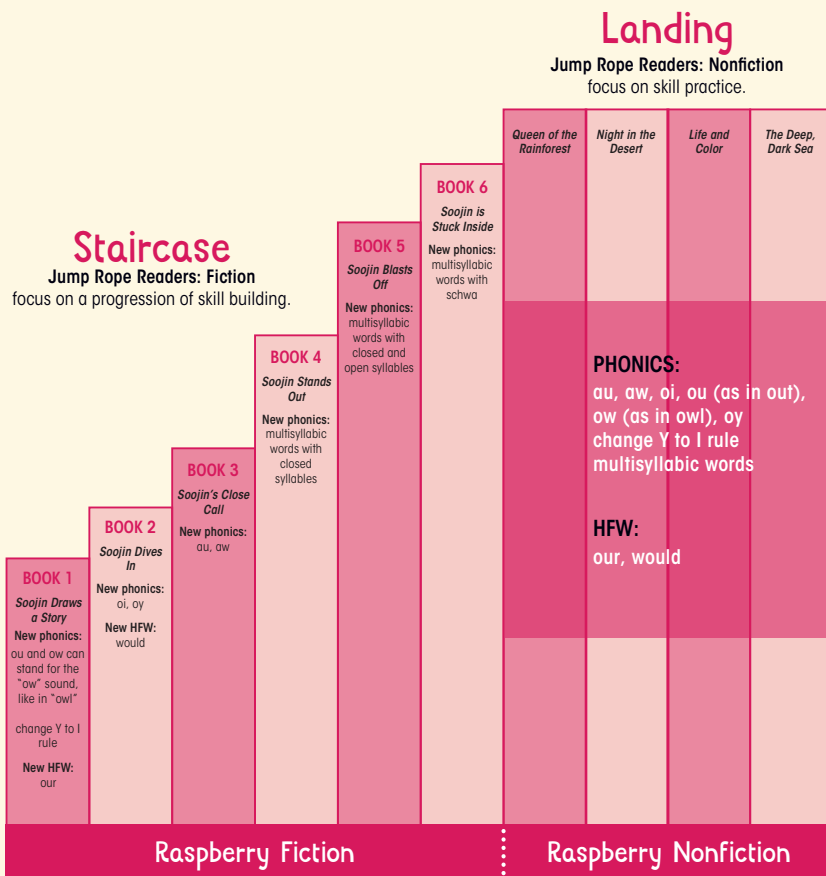 Landing
Jump Rope Readers: Nonfiction
focus on skill practice.
Staircase
Jump Rope Readers: Fiction
focus on a progression of skill building.
BOOK 1
Soojin Draws
a Story
New phonics:
ou and ow can
stand for the
"ow" sound,
like in "owl"
change Y to I
rule
New HFW:
our
BOOK 2
Soojin Dives
In
New phonics:
oi, oy
New HFW:
would
BOOK 3
Soojin's Close
Call
New phonics:
au, aw
BOOK 4
Soojin Stands
Out
New phonics:
multisyllabic
words with
closed
syllables
BOOK 5
Soojin Blasts
Off
New phonics:
multisyllabic
words with
closed and
open syllables
BOOK 6
Soojin is
Stuck Inside
New phonics:
multisyllabic
words with
schwa
Queen of the
Rainforest
Night in the
Desert
Life and
Color
The Deep,
Dark Sea
PHONICS:
au, aw, oi, ou (as in out),
ow (as in owl), oy
change Y to I rule
multisyllabic words
HFW:
our, would
Raspberry Fiction
Raspberry Nonfiction